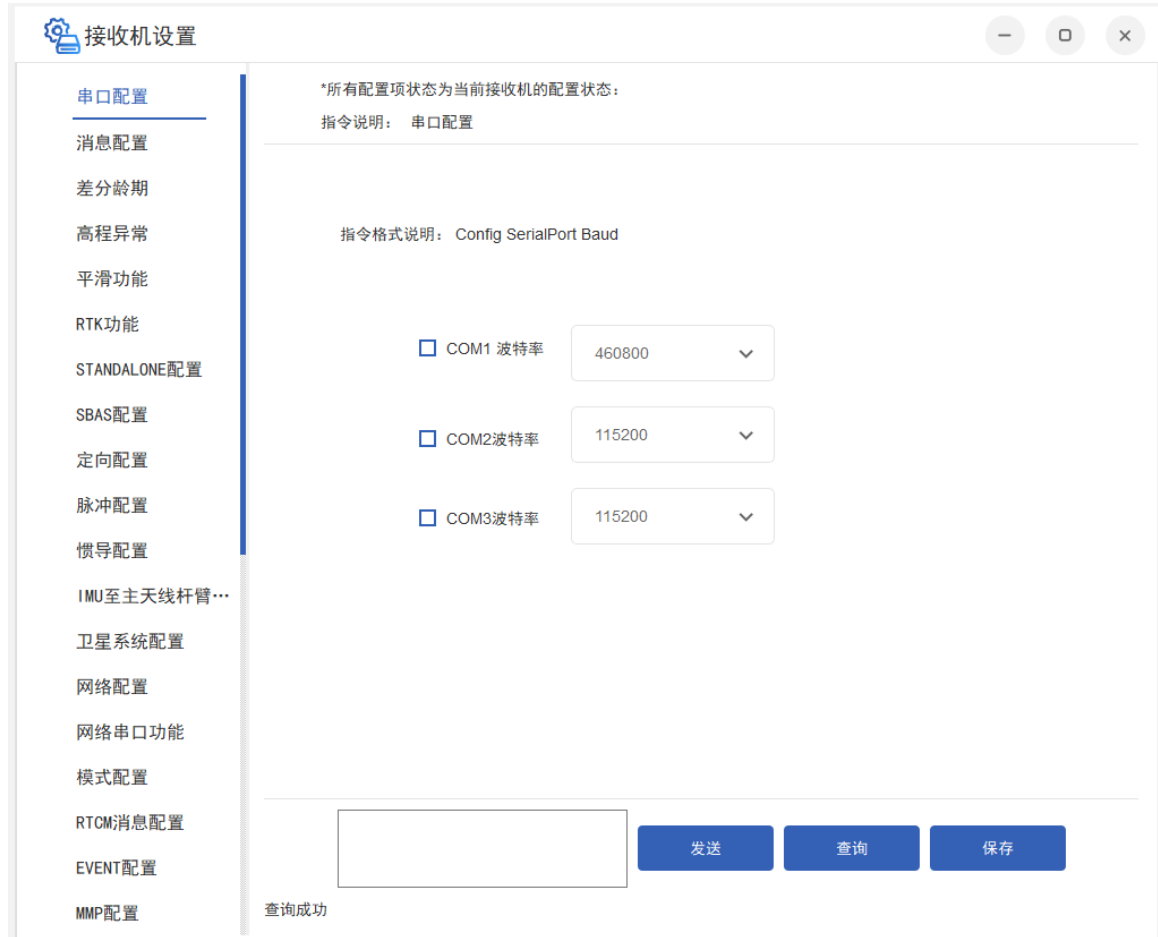 接收机设置
串口配置
消息配置
差分龄期
高程异常
平滑功能
RTK功能
STANDALONE配置
SBAS配置
定向配置
脉冲配置
惯导配置
IMU至主天线杆臂…
卫星系统配置
网络配置
网络串口功能
模式配置
RTCM消息配置
EVENT配置
MMP配置
*所有配置项状态为当前接收机的配置状态：
指令说明： 串口配置
指令格式说明： Config SerialPort Baud
COM1 波特率 460800
COM2波特率 115200
COM3波特率 115200
发送 查询 保存
查询成功